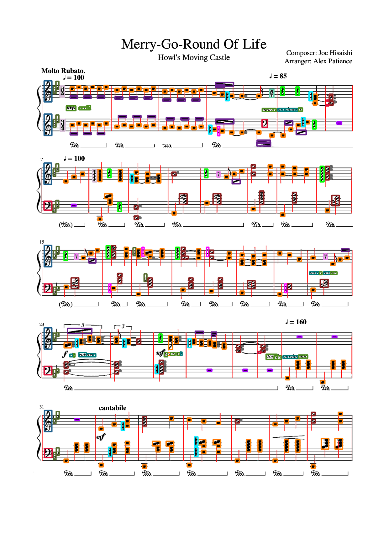 Merry-Go-Round Of Life
Howl's Moving Castle
Composer: Joe Hisaishi
Arranger: Alex Patience
Molto Rubato.
♩ = 100
♩ = 85
♩ = 100
♩ = 160
cantabile